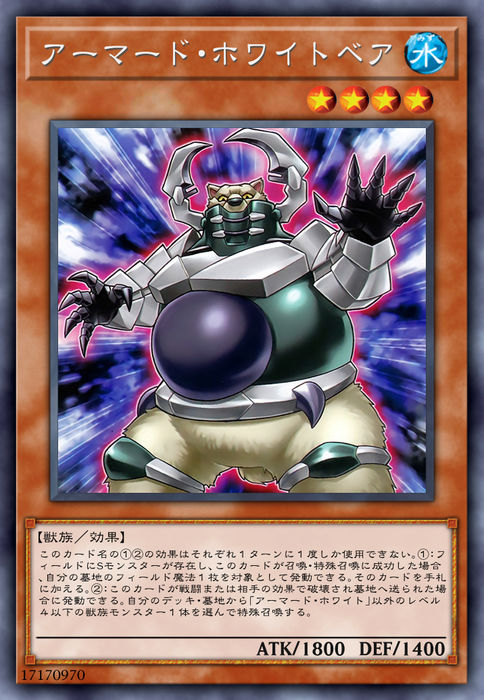 アーマード・ホワイトベア
みず
水
【獣族／効果】
このカード名の①②の効果はそれぞれ１ターンに１度しか使用できない。①：フ
ィールドにSモンスターが存在し、このカードが召喚・特殊召喚に成功した場合
、自分の墓地のフィールド魔法１枚を対象として発動できる。そのカードを手札
に加える。②：このカードが戦闘または相手の効果で破壊され墓地へ送られた場
合に発動できる。自分のデッキ・墓地から「アーマード・ホワイト」以外のレベル
４以下の獣族モンスター１体を選んで特殊召喚する。
ATK/1800 DEF/1400
17170970